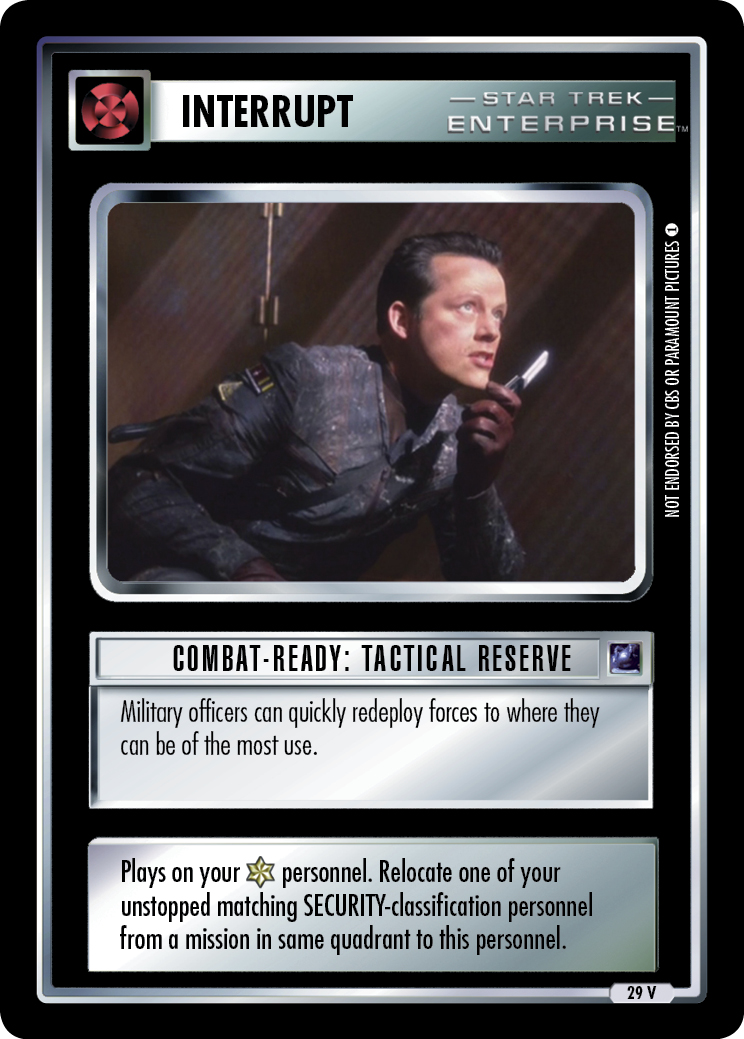 INTERRUPT
— STAR TREK —
ENTERPRISE™
NOT ENDORSED BY CBS OR PARAMOUNT PICTURES 1
COMBAT-READY: TACTICAL RESERVE
Military officers can quickly redeploy forces to where they
can be of the most use.
Plays on your personnel. Relocate one of your
unstopped matching SECURITY-classification personnel
from a mission in same quadrant to this personnel.
29 V